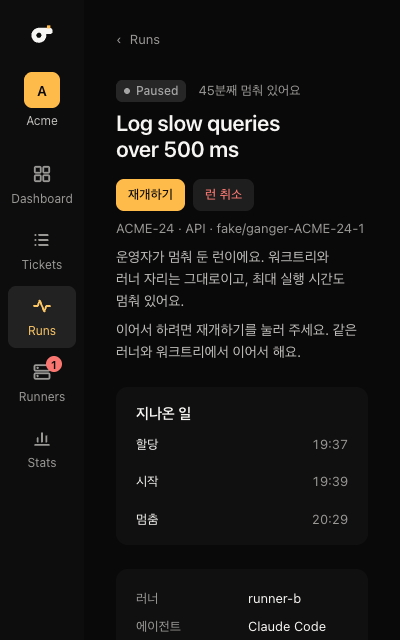 ‹ Runs
A
Acme
Dashboard
Tickets
Runs
1
Runners
Stats
Paused 45분째 멈춰 있어요
Log slow queries
over 500 ms
재개하기 런 취소
ACME-24 · API · fake/ganger-ACME-24-1
운영자가 멈춰 둔 런이에요. 워크트리와
러너 자리는 그대로이고, 최대 실행 시간도
멈춰 있어요.
이어서 하려면 재개하기를 눌러 주세요. 같은
러너와 워크트리에서 이어서 해요.
지나온 일
할당 19:37
시작 19:39
멈춤 20:29
러너 runner-b
에이전트 Claude Code